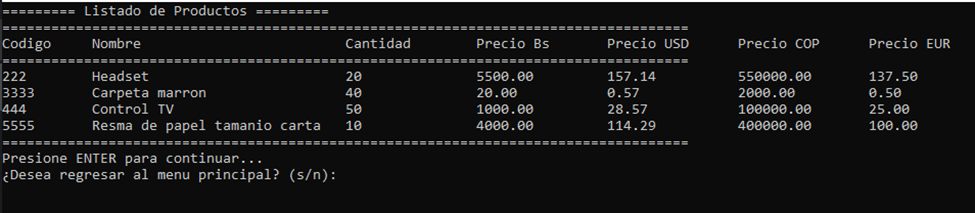 ========= Listado de Productos =========
====================================================================================
Codigo Nombre Cantidad Precio Bs Precio USD Precio COP Precio EUR
====================================================================================
222 Headset 20 5500.00 157.14 550000.00 137.50
3333 Carpeta marron 40 20.00 0.57 2000.00 0.50
444 Control TV 50 1000.00 28.57 100000.00 25.00
5555 Resma de papel tamanio carta 10 4000.00 114.29 400000.00 100.00
====================================================================================
Presione ENTER para continuar...
¿Desea regresar al menu principal? (s/n):